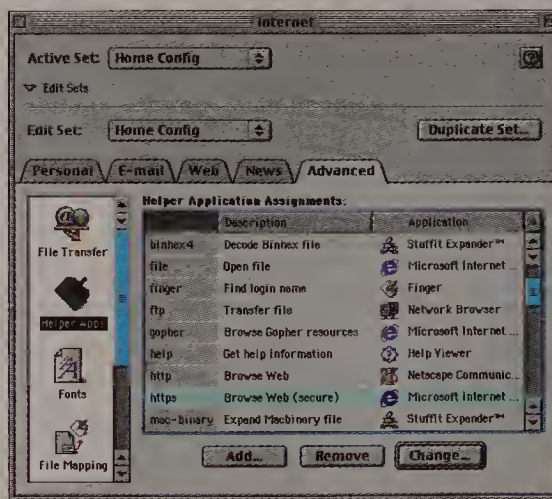 Internet
Active Set: Home Config
Edit Sets
Edit Set: Home Config
Duplicate Set...
Personal
E-mail
Web
News
Advanced
File Transfer
Helper Apps
Fonts
File Mapping
Helper Application Assignments:
Description Application
binhex4 Decode Binhex file Stuffit Expander™
file Open file Microsoft Internet ...
finger Find login name Finger
ftp Transfer file Network Browser
gopher Browse Gopher resources Microsoft Internet ...
help Get help information Help Viewer
http Browse Web Netscape Communic...
https Browse Web (secure) Microsoft Internet ...
mac-binary Expand Macbinary file Stuffit Expander™
Add... Remove Change...